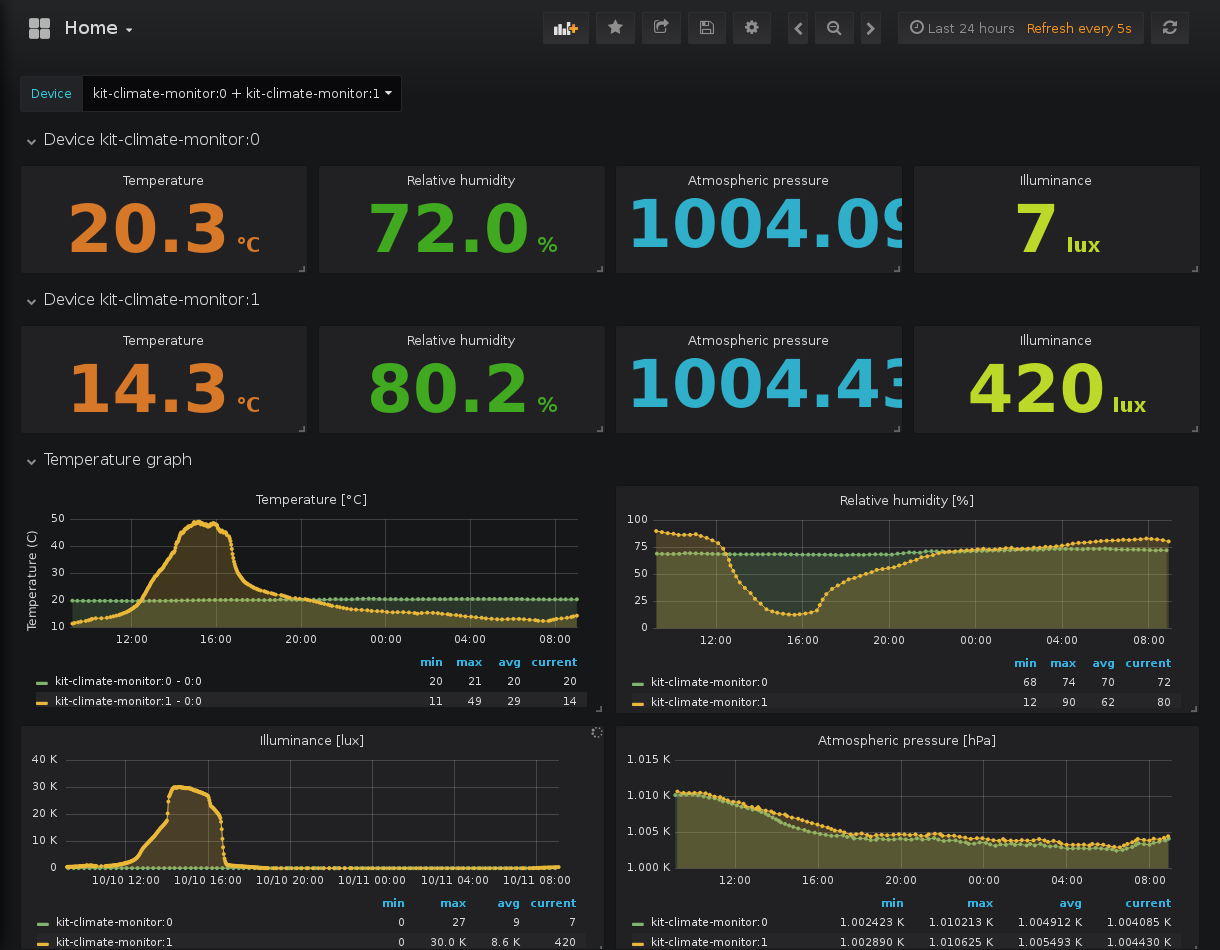 Home
Last 24 hours Refresh every 5s
Device kit-climate-monitor:0 + kit-climate-monitor:1
Device kit-climate-monitor:0
Temperature
20.3 °C
Relative humidity
72.0 %
Atmospheric pressure
1004.09
Illuminance
7 lux
Device kit-climate-monitor:1
Temperature
14.3 °C
Relative humidity
80.2 %
Atmospheric pressure
1004.43
Illuminance
420 lux
Temperature graph
Temperature [°C]
Temperature (C)
50
40
30
20
10
12:00 16:00 20:00 00:00 04:00 08:00
min max avg current
kit-climate-monitor:0 - 0:0 20 21 20 20
kit-climate-monitor:1 - 0:0 11 49 29 14
Relative humidity [%]
100
75
50
25
0
12:00 16:00 20:00 00:00 04:00 08:00
min max avg current
kit-climate-monitor:0 68 74 70 72
kit-climate-monitor:1 12 90 62 80
Illuminance [lux]
40 K
30 K
20 K
10 K
0
10/10 12:00 10/10 16:00 10/10 20:00 10/11 00:00 10/11 04:00 10/11 08:00
min max avg current
kit-climate-monitor:0 0 27 9 7
kit-climate-monitor:1 0 30.0 K 8.6 K 420
Atmospheric pressure [hPa]
1.015 K
1.010 K
1.005 K
1.000 K
12:00 16:00 20:00 00:00 04:00 08:00
min max avg current
kit-climate-monitor:0 1.002423 K 1.010213 K 1.004912 K 1.004085 K
kit-climate-monitor:1 1.002890 K 1.010625 K 1.005493 K 1.004430 K